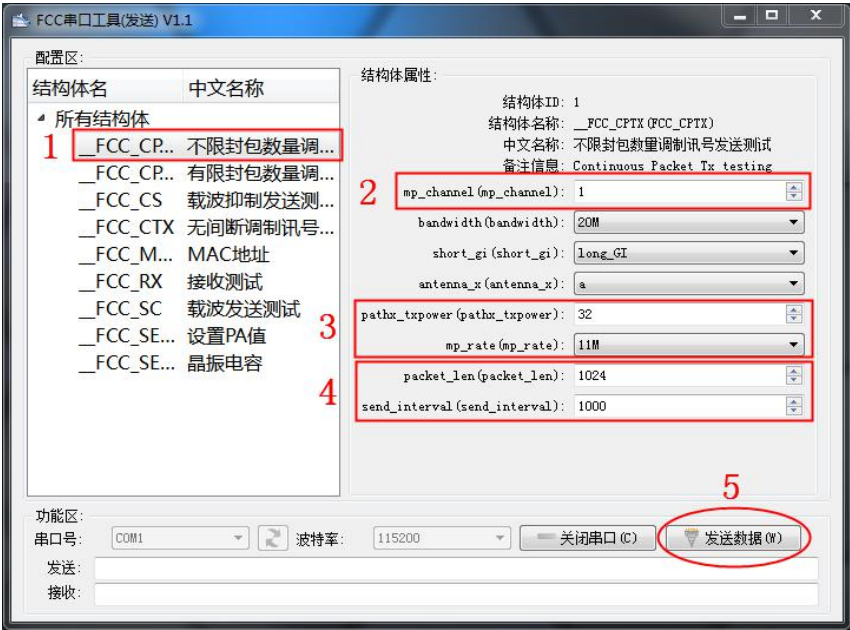 FCC串口工具(发送) V1.1
配置区:
结构体名 中文名称
所有结构体
1 __FCC_CP... 不限封包数量调...
__FCC_CP... 有限封包数量调...
__FCC_CS 载波抑制发送测...
__FCC_CTX 无间断调制讯号...
__FCC_M... MAC地址
__FCC_RX 接收测试
__FCC_SC 载波发送测试
__FCC_SE... 设置PA值
__FCC_SE... 晶振电容
结构体属性:
结构体ID: 1
结构体名称: __FCC_CPTX(FCC_CPTX)
中文名称: 不限封包数量调制讯号发送测试
备注信息: Continuous Packet Tx testing
2 mp_channel(mp_channel): 1
bandwidth(bandwidth): 20M
short_gi(short_gi): long_GI
antenna_x(antenna_x): a
3 pathx_txpower(pathx_txpower): 32
mp_rate(mp_rate): 11M
4 packet_len(packet_len): 1024
send_interval(send_interval): 1000
5
功能区:
串口号: COM1 波特率: 115200 关闭串口(C) 发送数据(W)
发送:
接收: